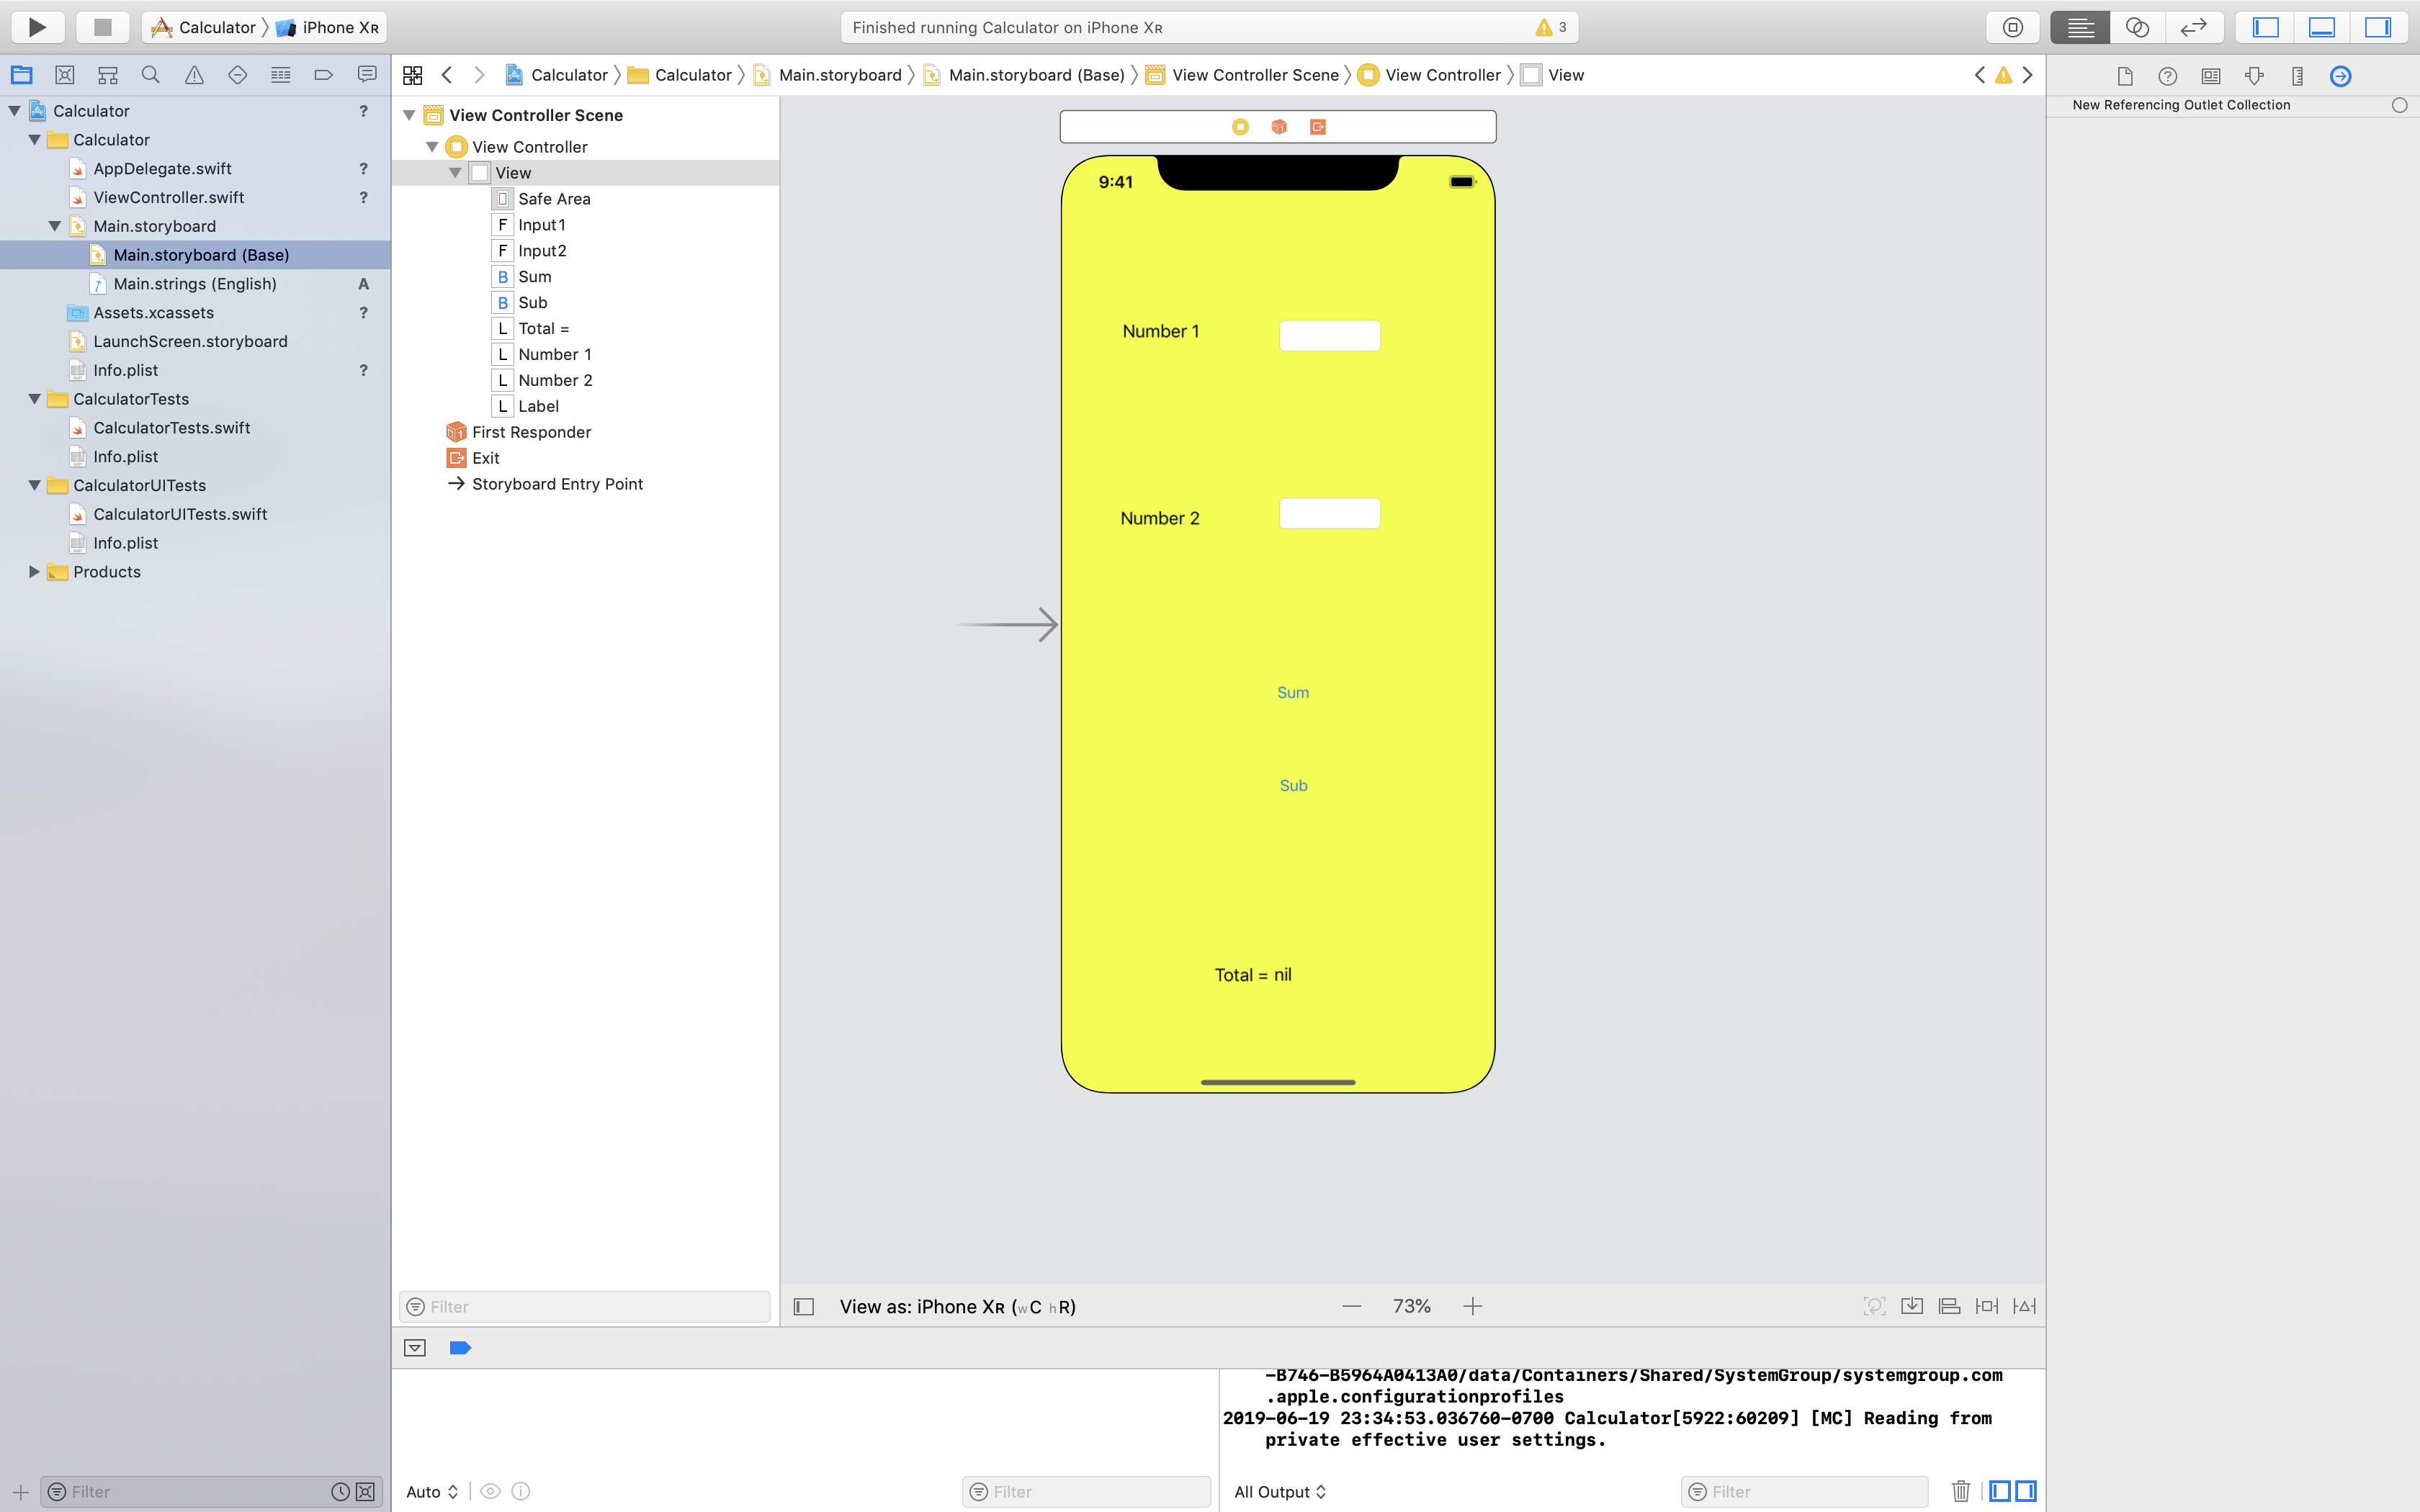 Calculator
iPhone XR
Finished running Calculator on iPhone XR
3
Calculator
Calculator
Main.storyboard
Main.storyboard (Base)
View Controller Scene
View Controller
View
Calculator ?
Calculator
AppDelegate.swift ?
ViewController.swift ?
Main.storyboard
Main.storyboard (Base)
Main.strings (English) A
Assets.xcassets ?
LaunchScreen.storyboard
Info.plist ?
CalculatorTests
CalculatorTests.swift
Info.plist
CalculatorUITests
CalculatorUITests.swift
Info.plist
Products
Filter
View Controller Scene
View Controller
View
Safe Area
F Input1
F Input2
B Sum
B Sub
L Total =
L Number 1
L Number 2
L Label
First Responder
Exit
Storyboard Entry Point
Filter
9:41
Number 1
Number 2
Sum
Sub
Total = nil
View as: iPhone XR (wC hR)
73%
New Referencing Outlet Collection
-B746-B5964A0413A0/data/Containers/Shared/SystemGroup/systemgroup.com
.apple.configurationprofiles
2019-06-19 23:34:53.036760-0700 Calculator[5922:60209] [MC] Reading from
private effective user settings.
Auto
Filter
All Output
Filter